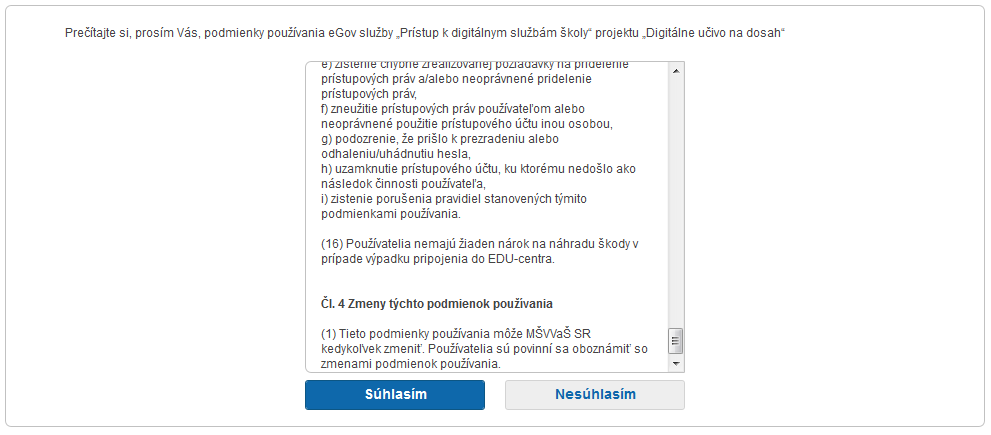 Prečítajte si, prosím Vás, podmienky používania eGov služby „Prístup k digitálnym službám školy“ projektu „Digitálne učivo na dosah“
e) zistenie chybne zrealizovanej požiadavky na pridelenie
prístupových práv a/alebo neoprávnené pridelenie
prístupových práv,
f) zneužitie prístupových práv používateľom alebo
neoprávnené použitie prístupového účtu inou osobou,
g) podozrenie, že prišlo k prezradeniu alebo
odhaleniu/uhádnutiu hesla,
h) uzamknutie prístupového účtu, ku ktorému nedošlo ako
následok činnosti používateľa,
i) zistenie porušenia pravidiel stanovených týmito
podmienkami používania.
(16) Používatelia nemajú žiaden nárok na náhradu škody v
prípade výpadku pripojenia do EDU-centra.
Čl. 4 Zmeny týchto podmienok používania
(1) Tieto podmienky používania môže MŠVVaŠ SR
kedykoľvek zmeniť. Používatelia sú povinní sa oboznámiť so
zmenami podmienok používania.
Súhlasím
Nesúhlasím